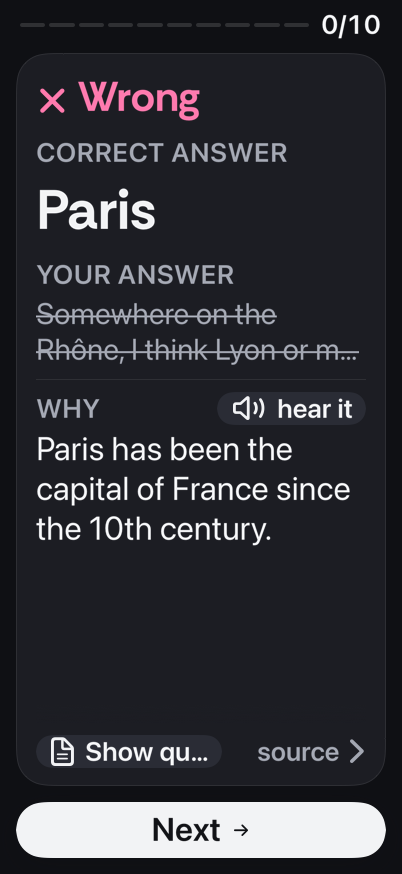 0/10
Wrong
CORRECT ANSWER
Paris
YOUR ANSWER
Somewhere on the
Rhône, I think Lyon or m...
WHY
hear it
Paris has been the
capital of France since
the 10th century.
Show qu...
source
Next →